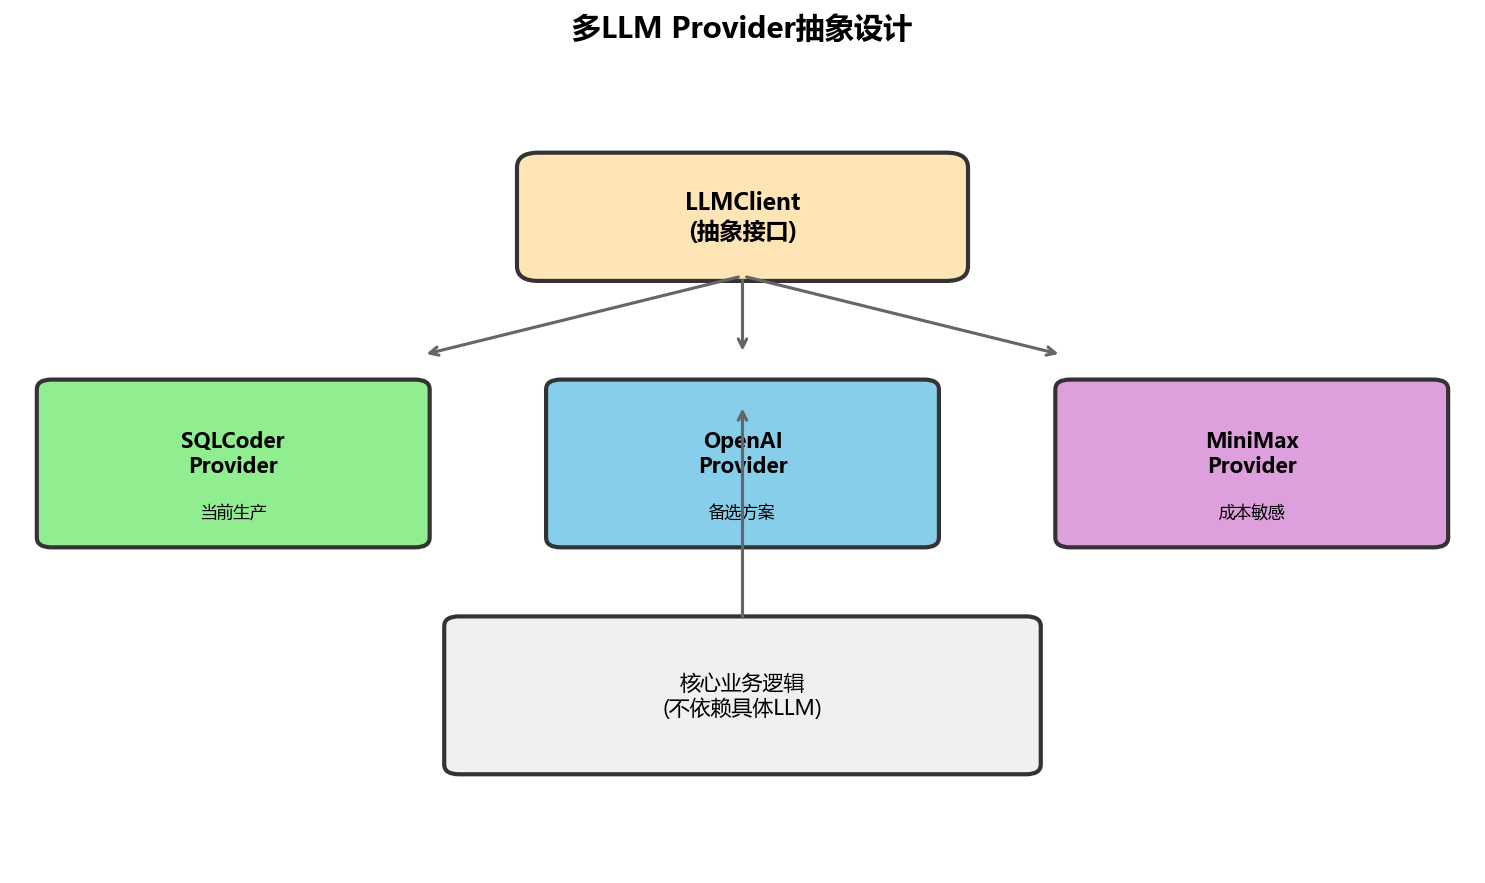 多LLM Provider抽象设计
LLMClient
(抽象接口)
SQLCoder
Provider
当前生产
OpenAI
Provider
备选方案
MiniMax
Provider
成本敏感
核心业务逻辑
(不依赖具体LLM)